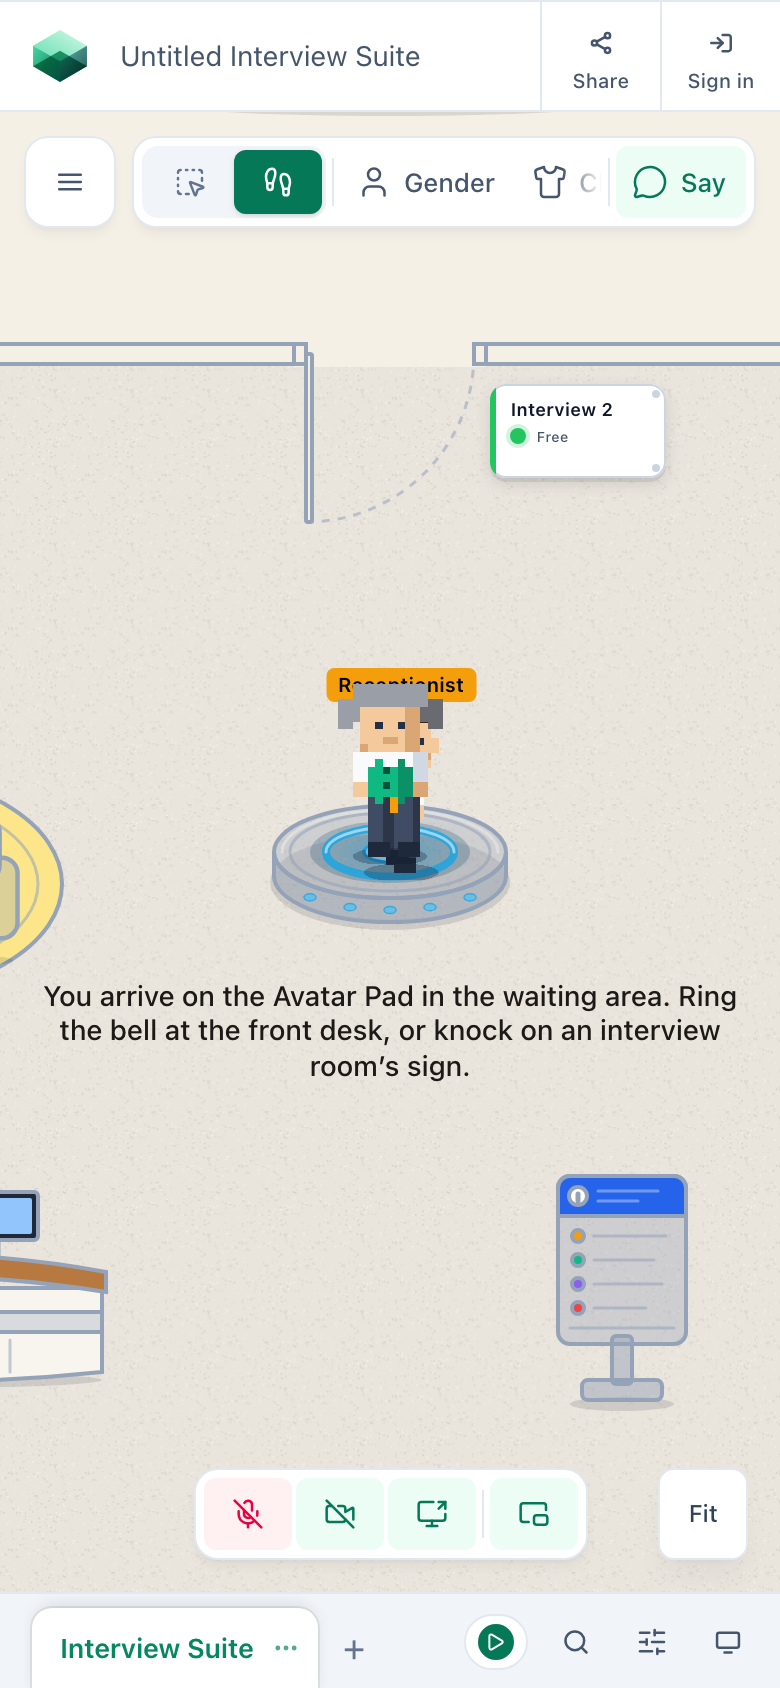 Untitled Interview Suite
Share
Sign in
Gender
Say
Interview 2
Free
Receptionist
You arrive on the Avatar Pad in the waiting area. Ring
the bell at the front desk, or knock on an interview
room’s sign.
Fit
Interview Suite